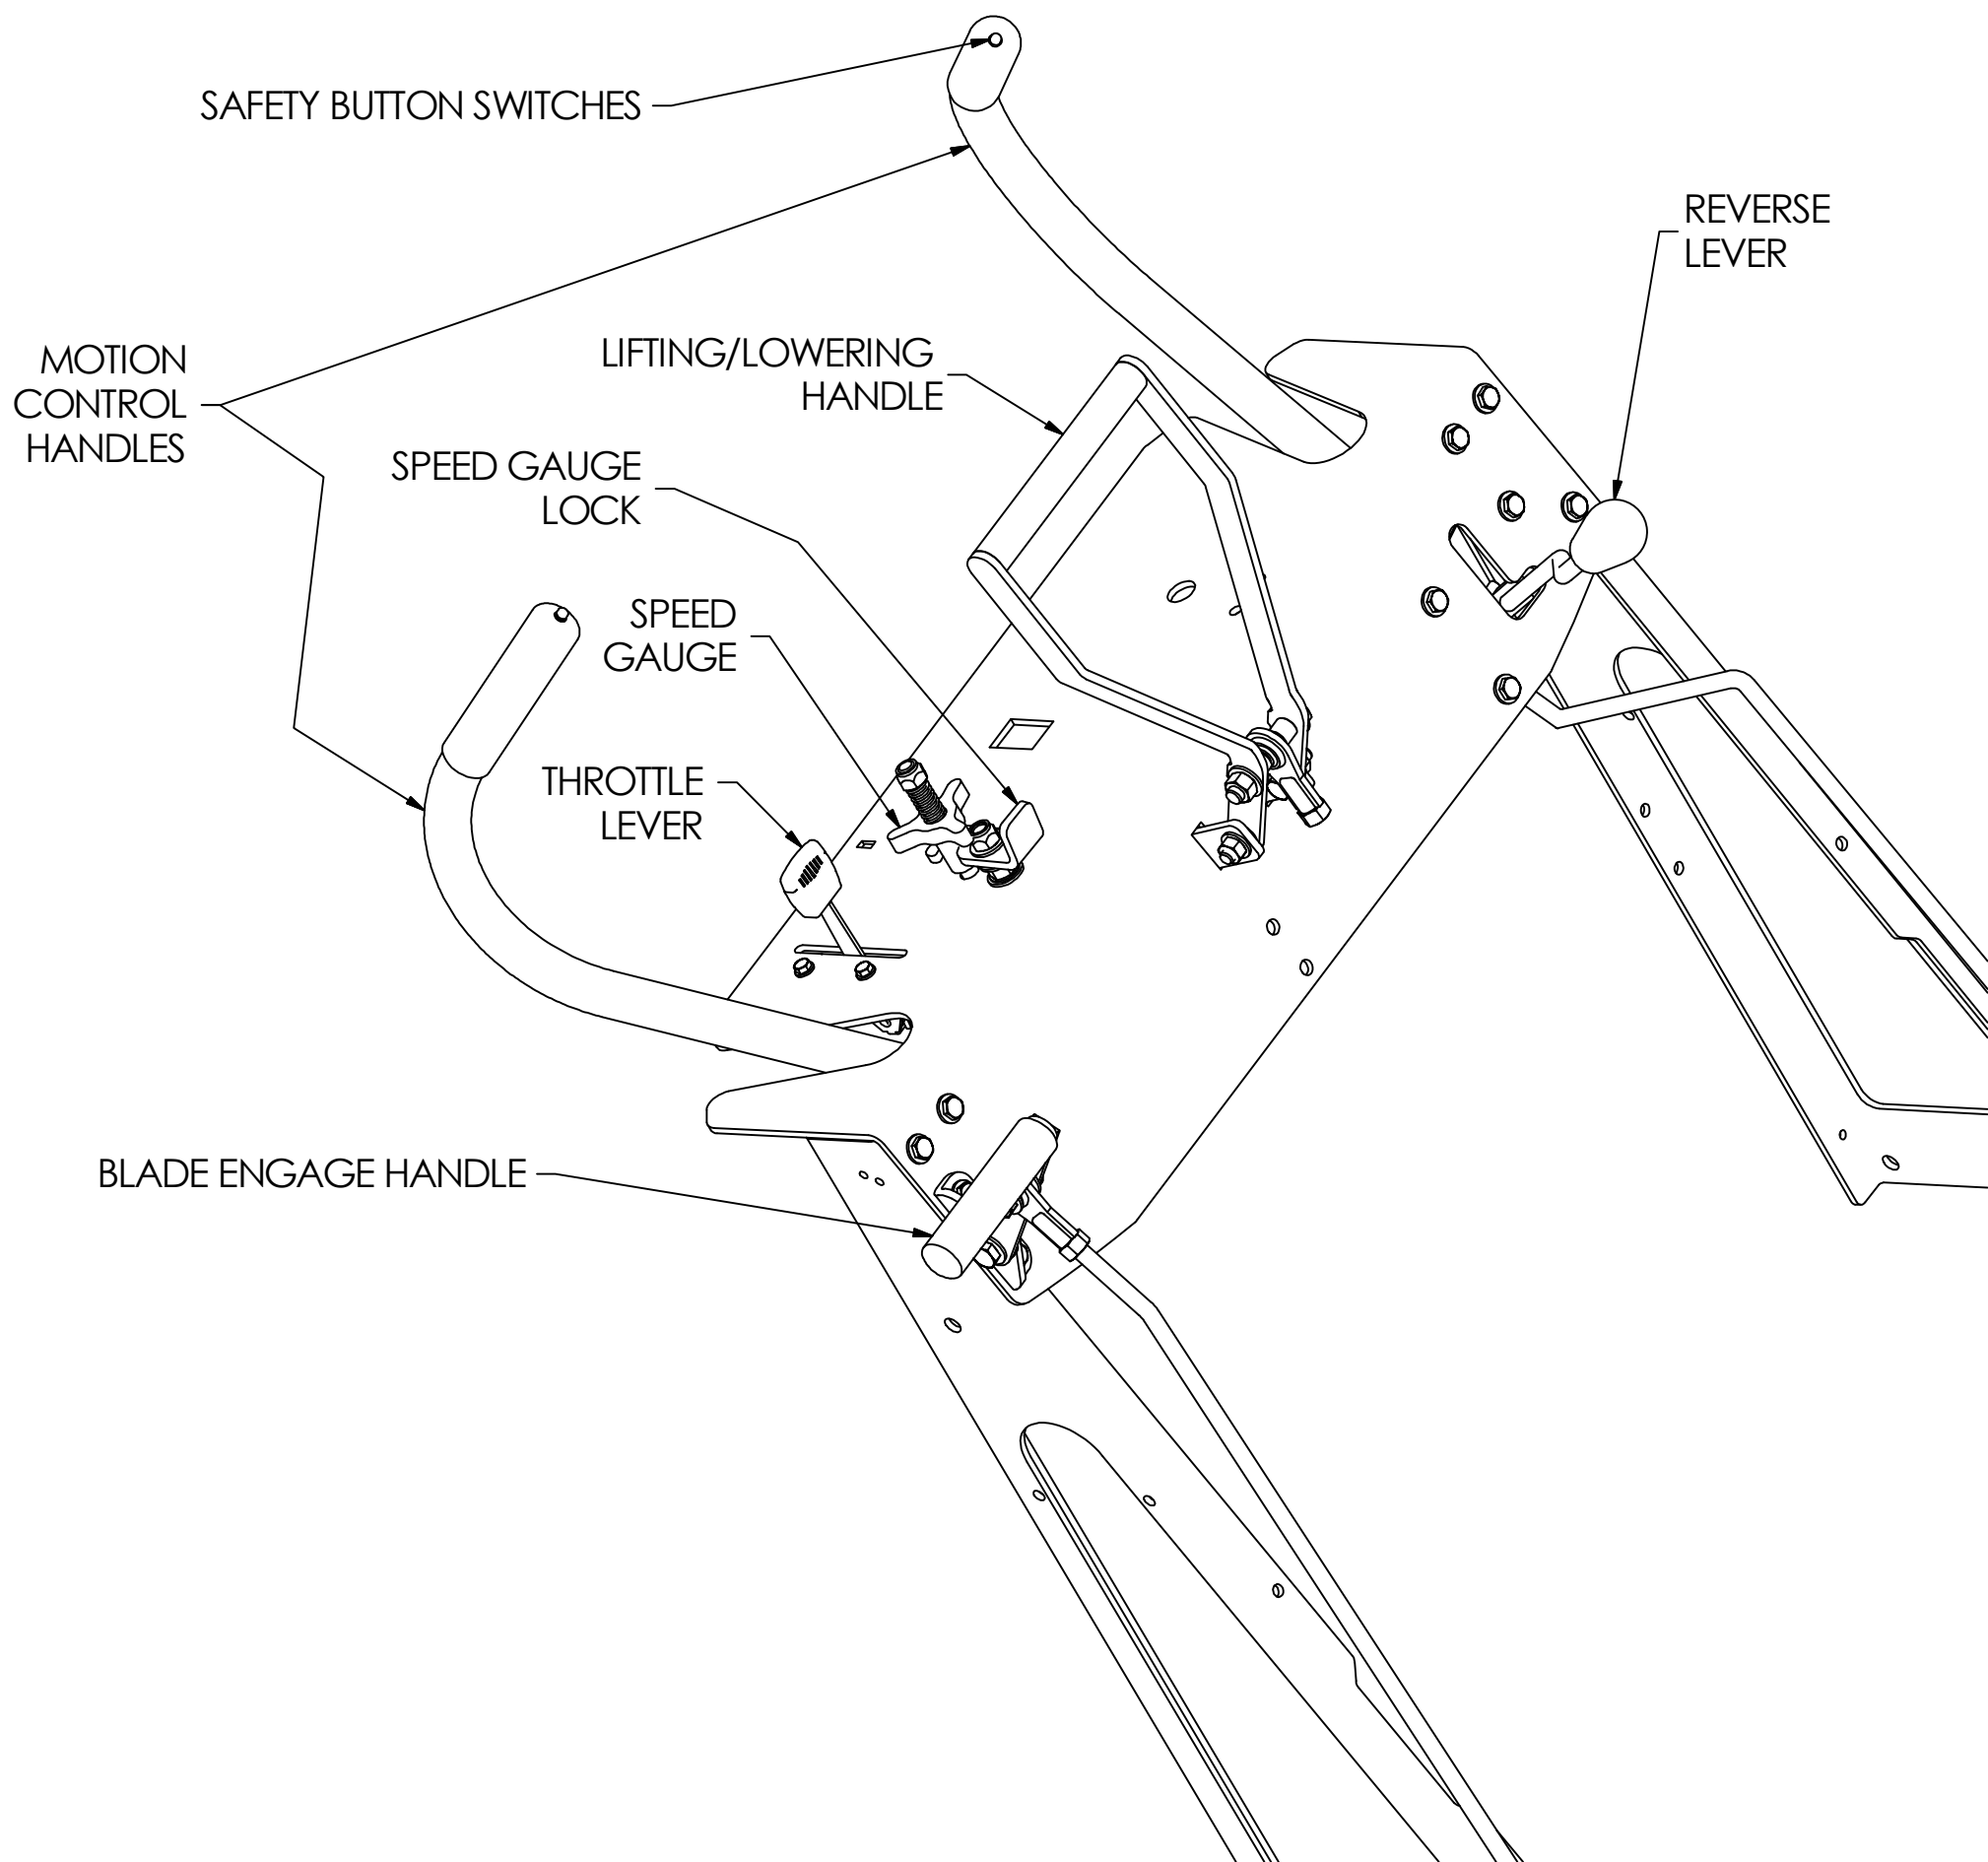 SAFETY BUTTON SWITCHES
REVERSE
LEVER
MOTION
CONTROL
HANDLES
LIFTING/LOWERING
HANDLE
SPEED GAUGE
LOCK
SPEED
GAUGE
THROTTLE
LEVER
BLADE ENGAGE HANDLE